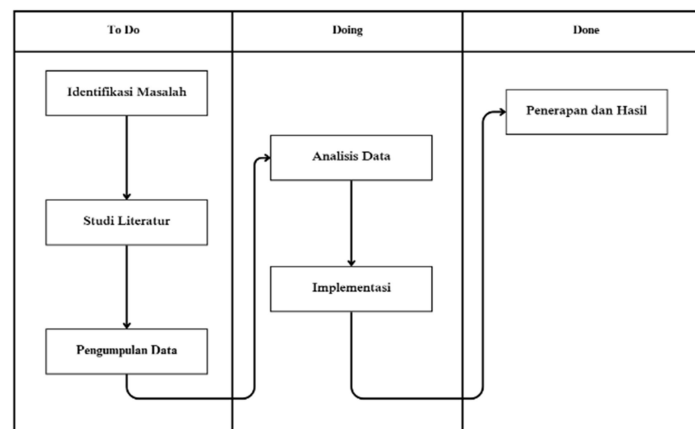 To Do
Doing
Done
Identifikasi Masalah
Studi Literatur
Pengumpulan Data
Analisis Data
Implementasi
Penerapan dan Hasil